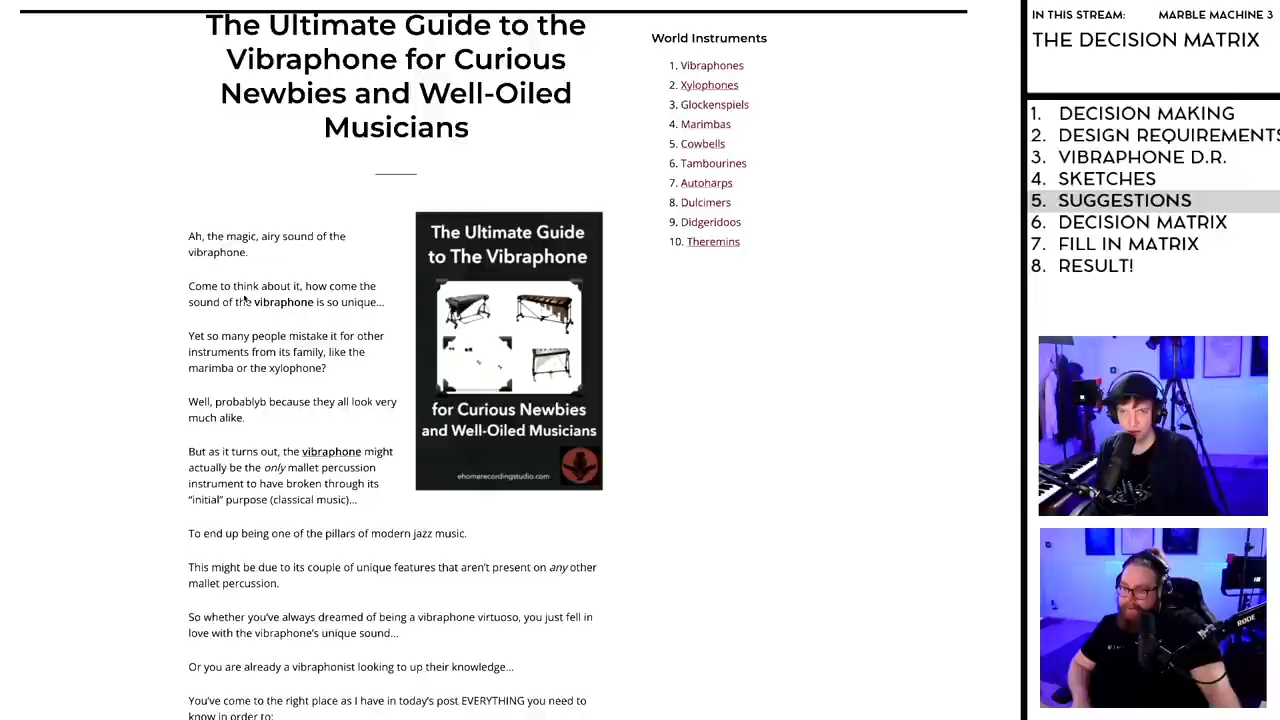 The Ultimate Guide to the
Vibraphone for Curious
Newbies and Well-Oiled
Musicians
Ah, the magic, airy sound of the
vibraphone.
Come to think about it, how come the
sound of the vibraphone is so unique…
Yet so many people mistake it for other
instruments from its family, like the
marimba or the xylophone?
Well, probablyb because they all look very
much alike.
But as it turns out, the vibraphone might
actually be the only mallet percussion
instrument to have broken through its
“initial” purpose (classical music)…
To end up being one of the pillars of modern jazz music.
This might be due to its couple of unique features that aren’t present on any other
mallet percussion.
So whether you’ve always dreamed of being a vibraphone virtuoso, you just fell in
love with the vibraphone’s unique sound…
Or you are already a vibraphonist looking to up their knowledge…
You’ve come to the right place as I have in today’s post EVERYTHING you need to
know in order to:
The Ultimate Guide
to The Vibraphone
for Curious Newbies
and Well-Oiled Musicians
ehomerecordingstudio.com
World Instruments
1. Vibraphones
2. Xylophones
3. Glockenspiels
4. Marimbas
5. Cowbells
6. Tambourines
7. Autoharps
8. Dulcimers
9. Didgeridoos
10. Theremins
IN THIS STREAM: MARBLE MACHINE 3
THE DECISION MATRIX
1. DECISION MAKING
2. DESIGN REQUIREMENTS
3. VIBRAPHONE D.R.
4. SKETCHES
5. SUGGESTIONS
6. DECISION MATRIX
7. FILL IN MATRIX
8. RESULT!
RØDE